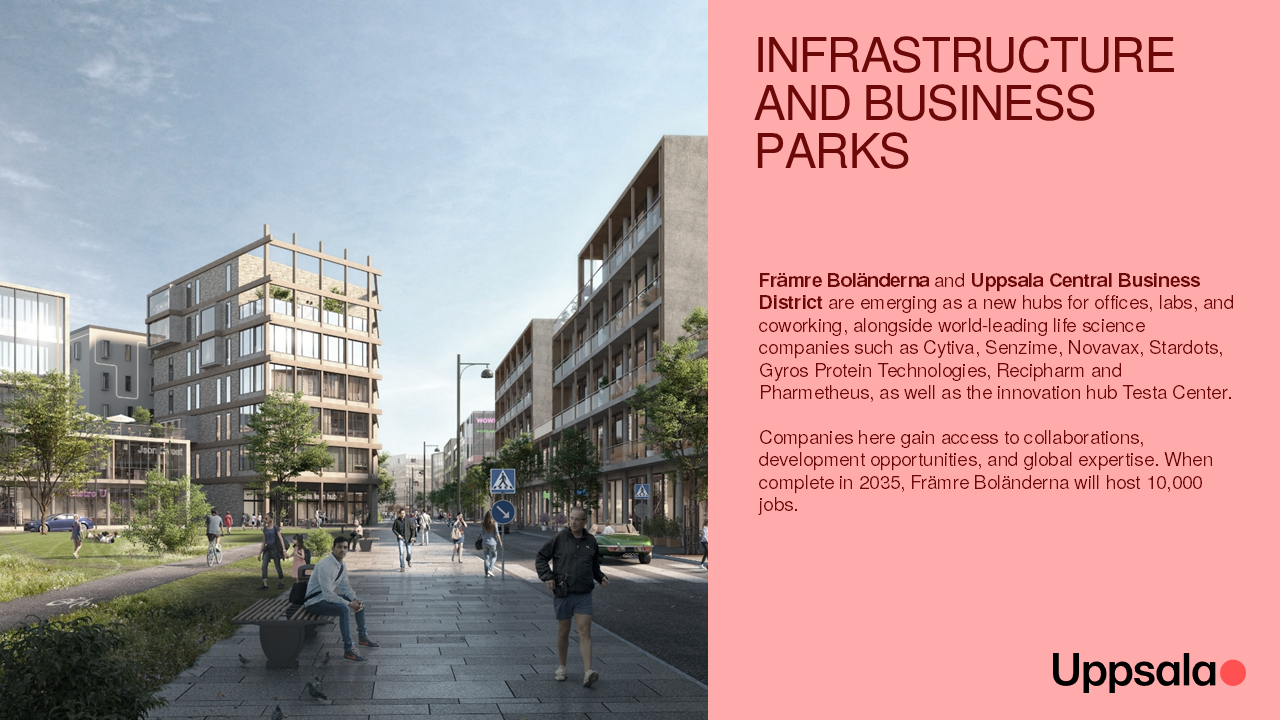 INFRASTRUCTURE
AND BUSINESS
PARKS
Främre Boländerna and Uppsala Central Business
District are emerging as a new hubs for offices, labs, and
coworking, alongside world-leading life science
companies such as Cytiva, Senzime, Novavax, Stardots,
Gyros Protein Technologies, Recipharm and
Pharmetheus, as well as the innovation hub Testa Center.
Companies here gain access to collaborations,
development opportunities, and global expertise. When
complete in 2035, Främre Boländerna will host 10,000
jobs.
Uppsala